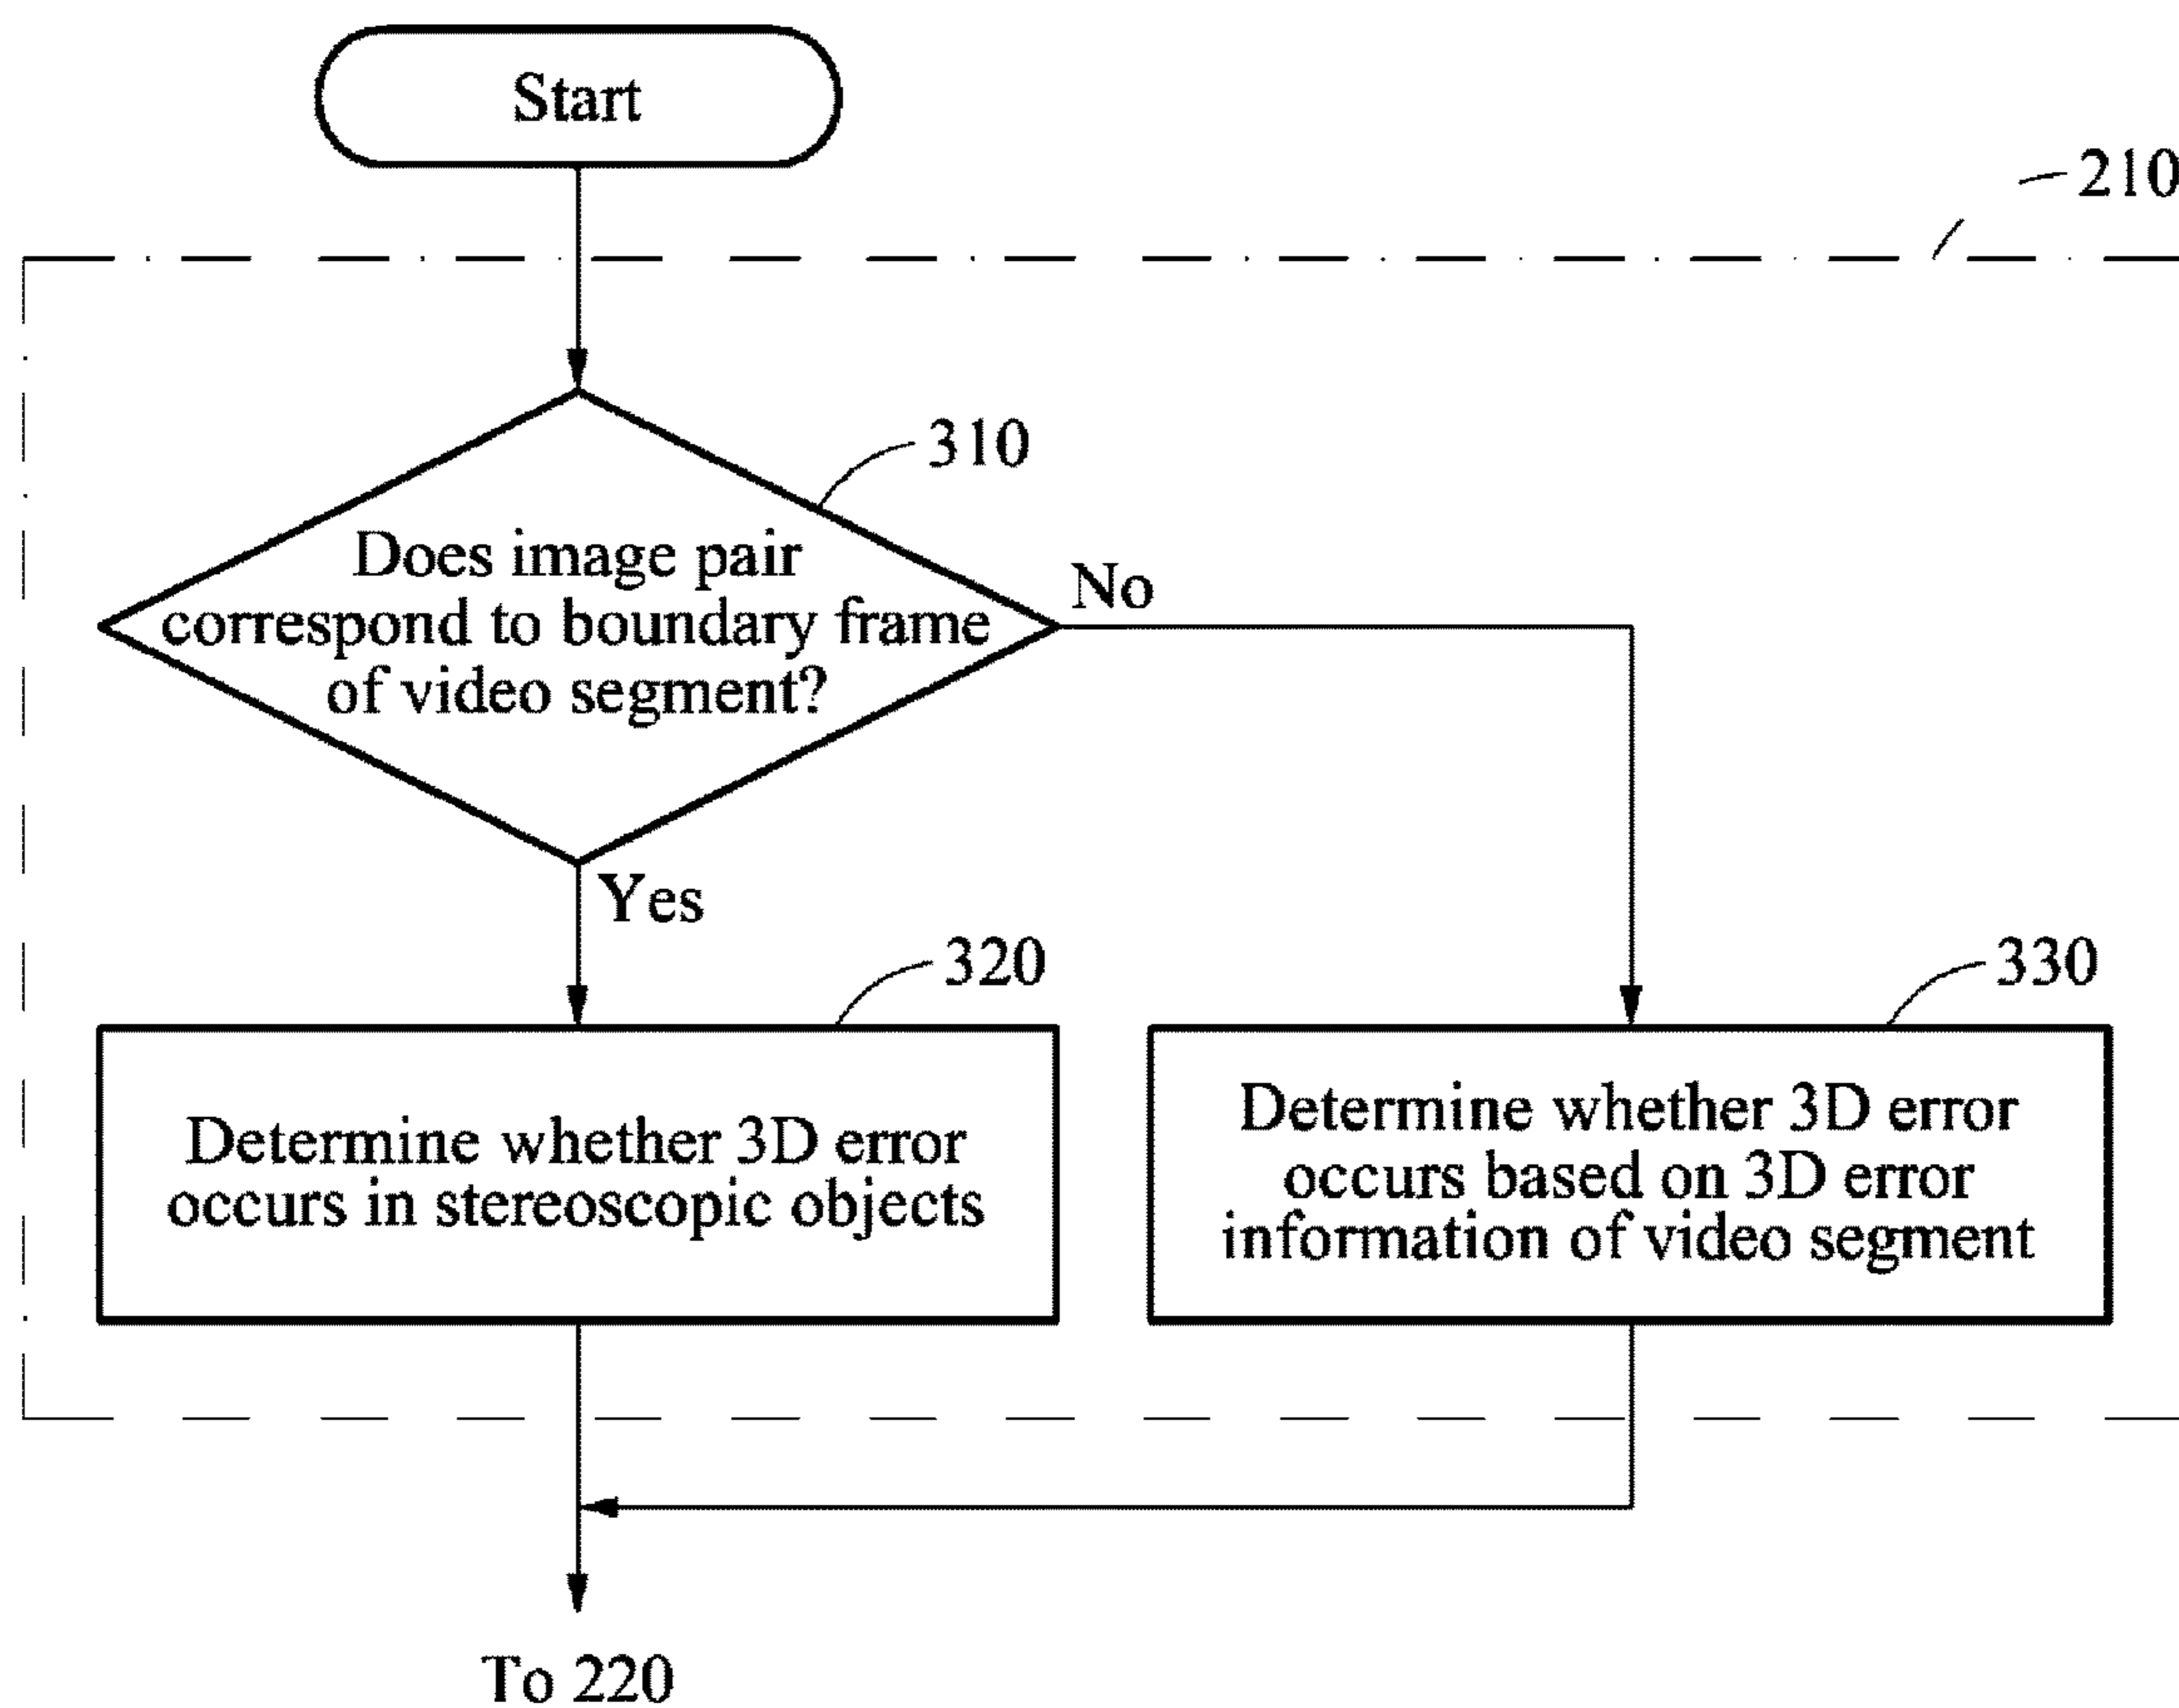 Start
210
310
Does image pair
correspond to boundary frame
of video segment?
No
Yes
320
330
Determine whether 3D error
occurs in stereoscopic objects
Determine whether 3D error
occurs based on 3D error
information of video segment
To 220